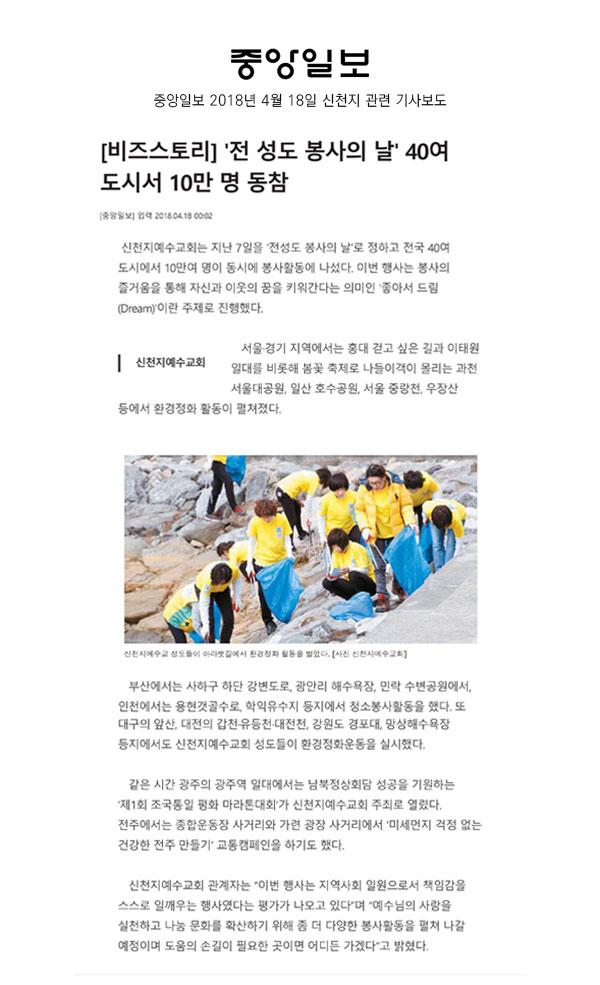 중앙일보
중앙일보 2018년 4월 18일 신천지 관련 기사보도
[비즈스토리] '전 성도 봉사의 날' 40여
도시서 10만 명 동참
[중앙일보] 입력 2018.04.18 00:02
신천지예수교회는 지난 7일을 '전성도 봉사의 날'로 정하고 전국 40여
도시에서 10만여 명이 동시에 봉사활동에 나섰다. 이번 행사는 봉사의
즐거움을 통해 자신과 이웃의 꿈을 키워간다는 의미인 '좋아서 드림
(Dream)'이란 주제로 진행했다.
신천지예수교회
서울·경기 지역에서는 홍대 걷고 싶은 길과 이태원
일대를 비롯해 봄꽃 축제로 나들이객이 몰리는 과천
서울대공원, 일산 호수공원, 서울 중랑천, 우장산
등에서 환경정화 활동이 펼쳐졌다.
신천지예수교 성도들이 아라뱃길에서 환경정화 활동을 벌였다. [사진 신천지예수교회]
부산에서는 사하구 하단 강변도로, 광안리 해수욕장, 민락 수변공원에서,
인천에서는 용현갯골수로, 학익유수지 등지에서 청소봉사활동을 했다. 또
대구의 앞산, 대전의 갑천·유등천·대전천, 강원도 경포대, 망상해수욕장
등지에서도 신천지예수교회 성도들이 환경정화운동을 실시했다.
같은 시간 광주의 광주역 일대에서는 남북정상회담 성공을 기원하는
'제1회 조국통일 평화 마라톤대회'가 신천지예수교회 주최로 열렸다.
전주에서는 종합운동장 사거리와 가련 광장 사거리에서 '미세먼지 걱정 없는
건강한 전주 만들기' 교통캠페인을 하기도 했다.
신천지예수교회 관계자는 "이번 행사는 지역사회 일원으로서 책임감을
스스로 일깨우는 행사였다는 평가가 나오고 있다"며 "예수님의 사랑을
실천하고 나눔 문화를 확산하기 위해 좀 더 다양한 봉사활동을 펼쳐 나갈
예정이며 도움의 손길이 필요한 곳이면 어디든 가겠다"고 밝혔다.